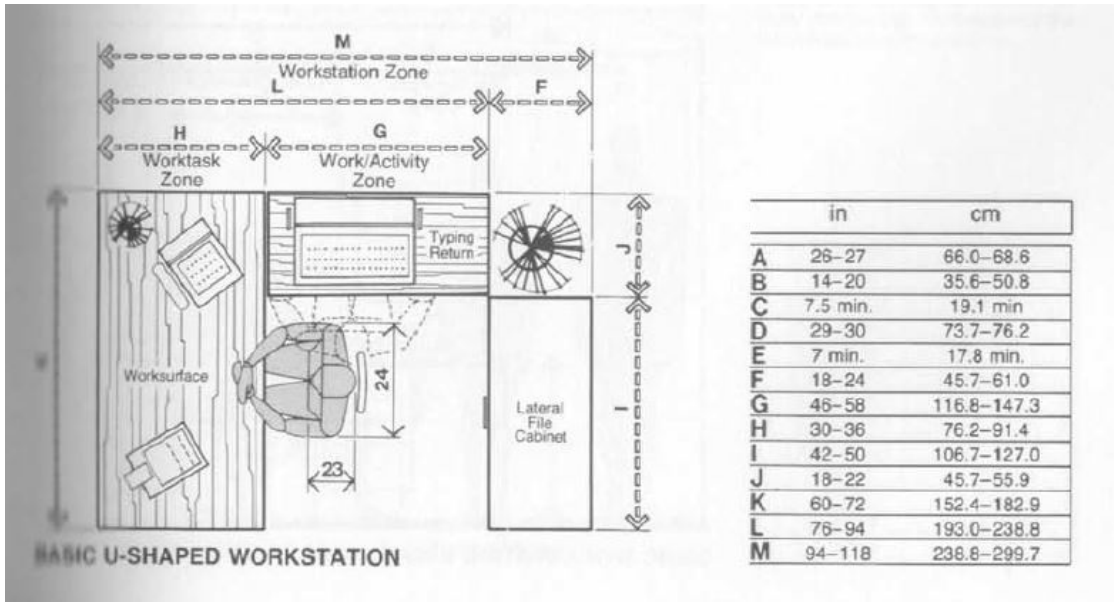 M
Workstation Zone
L
F
H
G
Worktask
Zone
Work/Activity
Zone
Typing
Return
J
Worksurface
24
23
I
Lateral
File
Cabinet
BASIC U-SHAPED WORKSTATION
in cm
A 26–27 66.0–68.6
B 14–20 35.6–50.8
C 7.5 min. 19.1 min
D 29–30 73.7–76.2
E 7 min. 17.8 min.
F 18–24 45.7–61.0
G 46–58 116.8–147.3
H 30–36 76.2–91.4
I 42–50 106.7–127.0
J 18–22 45.7–55.9
K 60–72 152.4–182.9
L 76–94 193.0–238.8
M 94–118 238.8–299.7